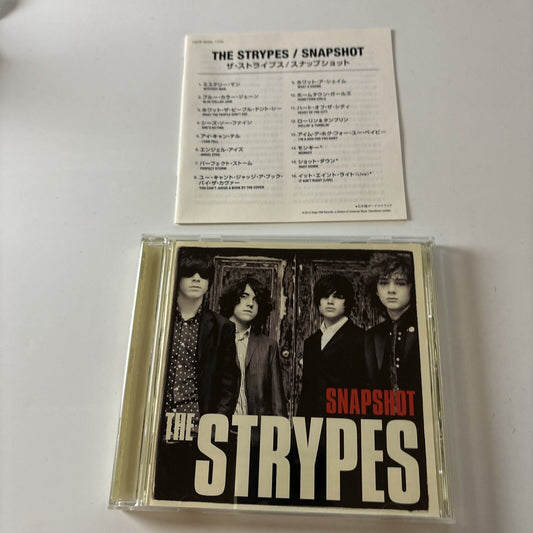 THE STRYPES / SNAPSHOT
ザ・ストライプス/スナップショット
1. ミステリー・マン
MYSTERY MAN
2. ブルー・カラー・ジェーン
BLUE COLLAR JANE
3. ホワット・ザ・ピープル・ドント・シー
WHAT THE PEOPLE DON'T SEE
4. シーズ・ソー・ファイン
SHE'S SO FINE
5. アイ・キャン・テル
I CAN TELL
6. エンジェル・アイズ
ANGEL EYES
7. パーフェクト・ストーム
PERFECT STORM
8. ユー・キャント・ジャッジ・ア・ブック・
バイ・ザ・カヴァー
YOU CAN'T JUDGE A BOOK BY THE COVER
9. ホワット・ア・シェイム
WHAT A SHAME
10. ホームタウン・ガールズ
HOMETOWN GIRLS
11. ハート・オブ・ザ・シティ
HEART OF THE CITY
12. ローリン&タンブリン
ROLLIN' & TUMBLIN'
13. アイム・ア・ホグ・フォー・ユー・ベイビー
I'M A HOG FOR YOU BABY
14. モンキー*
MONKEY
15. ショット・ダウン*
SHOT DOWN
16. イット・エイント・ライト(Live)*
IT AIN'T RIGHT (LIVE)
*日本盤ボーナストラック
SNAPSHOT
THE
STRYPES